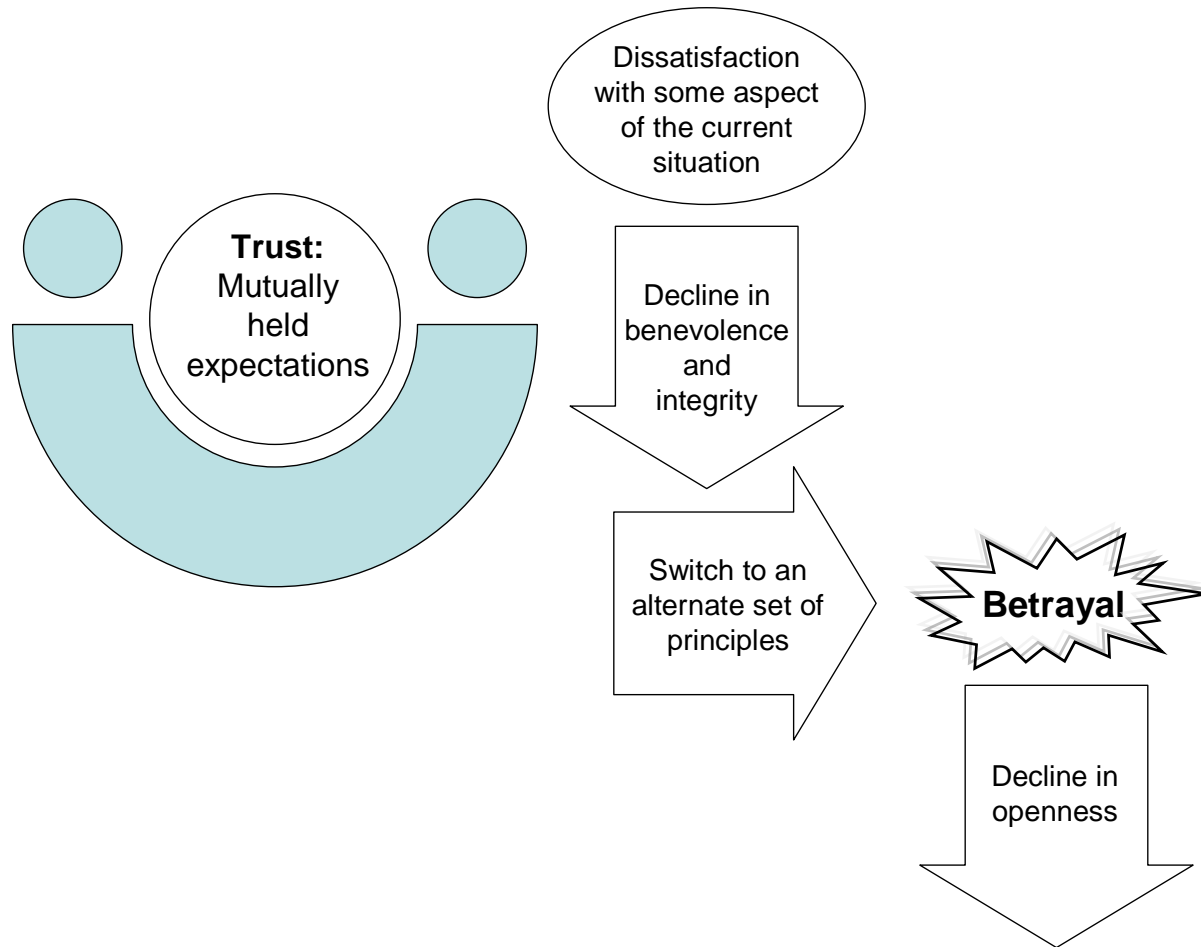 Dissatisfaction
with some aspect
of the current
situation
Trust:
Mutually
held
expectations
Decline in
benevolence
and
integrity
Switch to an
alternate set of
principles
Betrayal
Decline in
openness